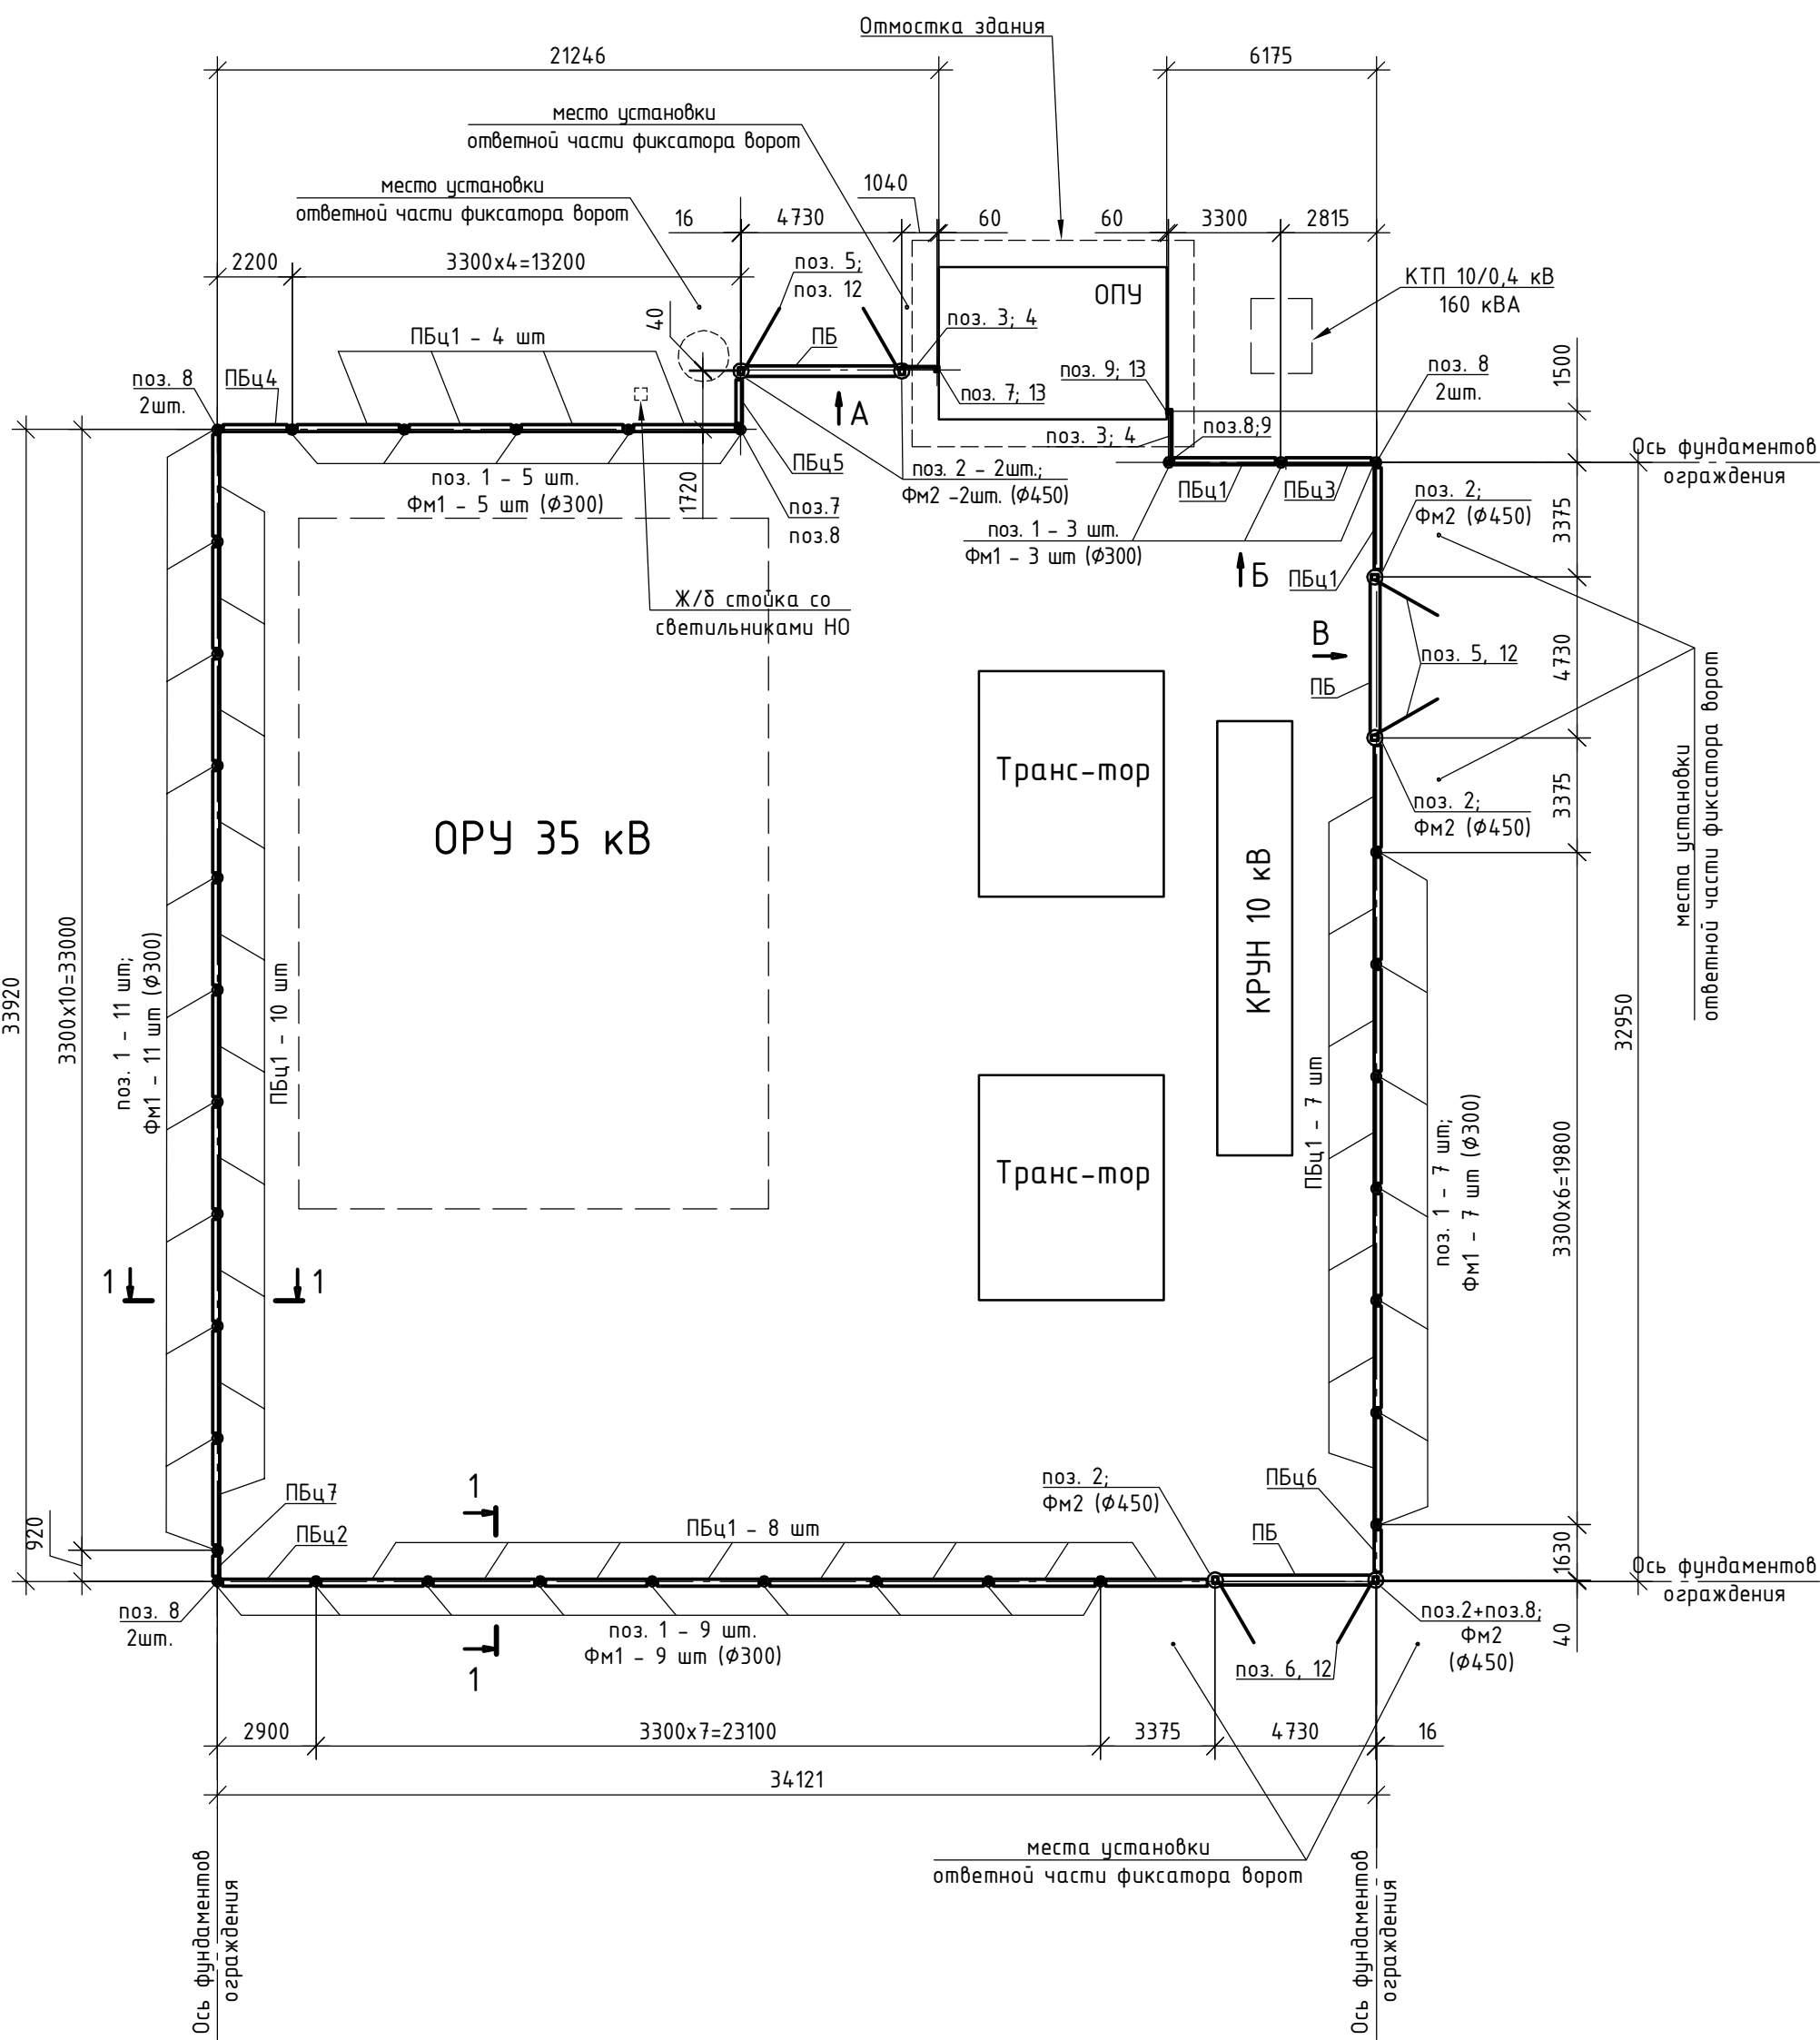 Отмостка здания
21246
6175
место установки
ответной части фиксатора ворот
место установки
ответной части фиксатора ворот
1040
16
4730
60
60
3300
2815
2200
3300х4=13200
поз. 5;
поз. 12
ОПУ
КТП 10/0,4 кВ
160 кВА
40
ПБ
поз. 3; 4
ПБц1 - 4 шт
поз. 8
2шт.
ПБц4
поз. 9; 13
поз. 7; 13
поз. 8
2шт.
1500
А
поз. 3; 4
поз.8;9
Ось фундаментов
ограждения
ПБц5
поз. 2 - 2шт.;
Фм2 -2шт. (Ø450)
ПБц1
ПБц3
поз. 1 - 5 шт.
Фм1 - 5 шт (Ø300)
1720
поз.7
поз.8
поз. 2;
Фм2 (Ø450)
3375
поз. 1 - 3 шт.
Фм1 - 3 шт (Ø300)
Б
ПБц1
Ж/б стойка со
светильниками НО
В
поз. 5, 12
4730
ПБ
места установки
ответной части фиксатора ворот
Транс-тор
ОРУ 35 кВ
поз. 2;
Фм2 (Ø450)
3375
КРУН 10 кВ
33920
3300х10=33000
поз. 1 - 11 шт;
Фм1 - 11 шт (Ø300)
ПБц1 - 10 шт
32950
ПБц1 - 7 шт
поз. 1 - 7 шт;
Фм1 - 7 шт (Ø300)
3300х6=19800
Транс-тор
1
1
1
ПБц7
ПБц2
ПБц1 - 8 шт
поз. 2;
Фм2 (Ø450)
ПБц6
ПБ
920
1630
Ось фундаментов
ограждения
поз. 8
2шт.
поз. 1 - 9 шт.
Фм1 - 9 шт (Ø300)
1
поз. 6, 12
поз.2+поз.8;
Фм2
(Ø450)
40
2900
3300х7=23100
3375
4730
16
34121
места установки
ответной части фиксатора ворот
Ось фундаментов
ограждения
Ось фундаментов
ограждения